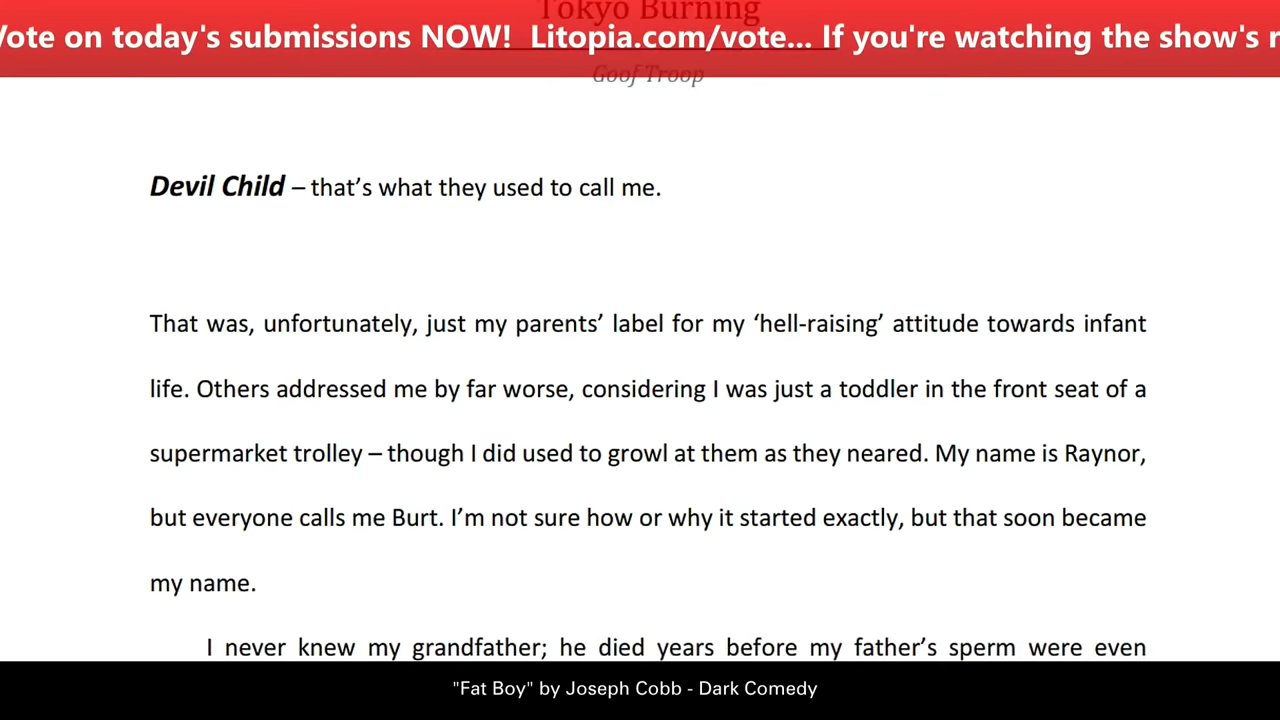 Tokyo Burning
Vote on today's submissions NOW!  Litopia.com/vote... If you're watching the show's
Goof Troop
Devil Child – that’s what they used to call me.
That was, unfortunately, just my parents’ label for my ‘hell-raising’ attitude towards infant
life. Others addressed me by far worse, considering I was just a toddler in the front seat of a
supermarket trolley – though I did used to growl at them as they neared. My name is Raynor,
but everyone calls me Burt. I’m not sure how or why it started exactly, but that soon became
my name.
I never knew my grandfather; he died years before my father’s sperm were even
"Fat Boy" by Joseph Cobb - Dark Comedy